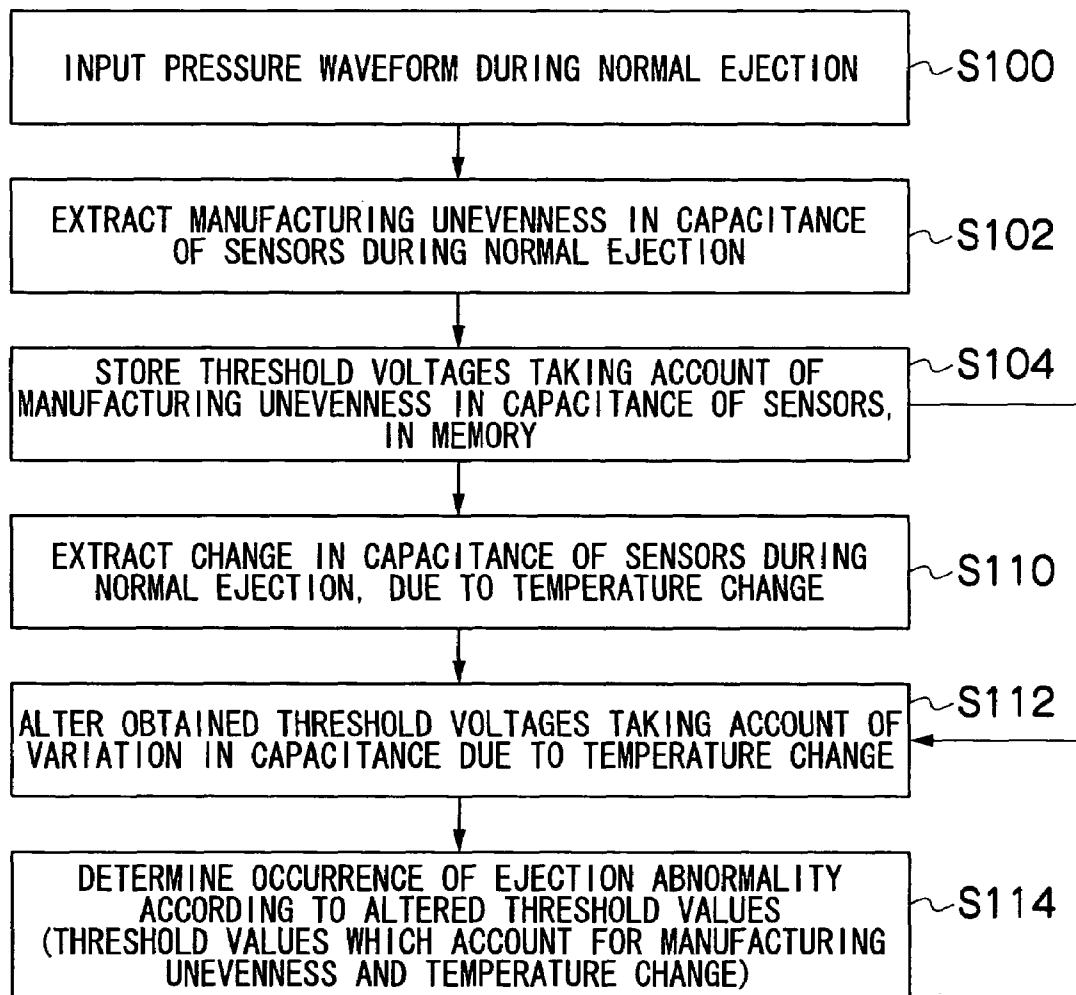 INPUT PRESSURE WAVEFORM DURING NORMAL EJECTION
S100
EXTRACT MANUFACTURING UNEVENNESS IN CAPACITANCE
OF SENSORS DURING NORMAL EJECTION
S102
STORE THRESHOLD VOLTAGES TAKING ACCOUNT OF
MANUFACTURING UNEVENNESS IN CAPACITANCE OF SENSORS,
IN MEMORY
S104
EXTRACT CHANGE IN CAPACITANCE OF SENSORS DURING
NORMAL EJECTION, DUE TO TEMPERATURE CHANGE
S110
ALTER OBTAINED THRESHOLD VOLTAGES TAKING ACCOUNT OF
VARIATION IN CAPACITANCE DUE TO TEMPERATURE CHANGE
S112
DETERMINE OCCURRENCE OF EJECTION ABNORMALITY
ACCORDING TO ALTERED THRESHOLD VALUES
(THRESHOLD VALUES WHICH ACCOUNT FOR MANUFACTURING
UNEVENNESS AND TEMPERATURE CHANGE)
S114